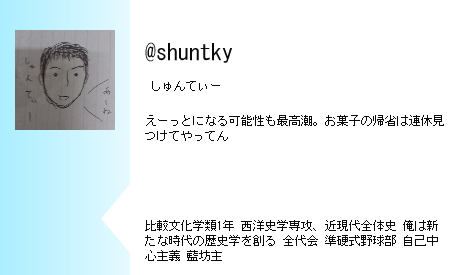 @shuntky
しゅんてぃー
えーっとになる可能性も最高潮。お菓子の帰省は連休見
つけてやってん
比較文化学類1年 西洋史学専攻、近現代全体史 俺は新
たな時代の歴史学を創る 全代会 準硬式野球部 自己中
心主義 藍坊主
しゅんてぃー